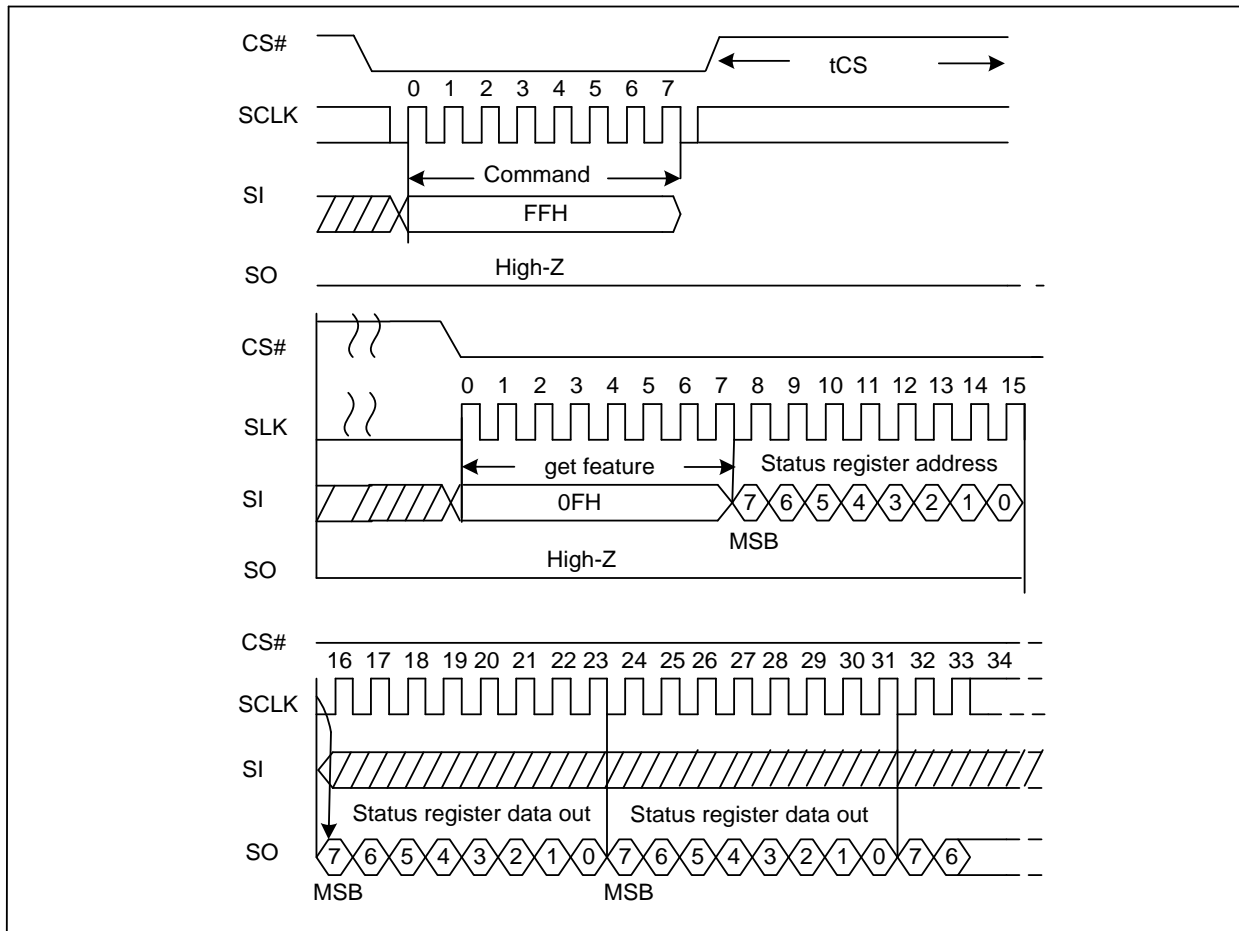 CS#
tCS
0 1 2 3 4 5 6 7
SCLK
Command
SI
FFH
High-Z
SO
CS#
0 1 2 3 4 5 6 7 8 9 10 11 12 13 14 15
SLK
get feature Status register address
SI
0FH 7 6 5 4 3 2 1 0
MSB
High-Z
SO
CS#
16 17 18 19 20 21 22 23 24 25 26 27 28 29 30 31 32 33 34
SCLK
SI
Status register data out Status register data out
SO
7 6 5 4 3 2 1 0 7 6 5 4 3 2 1 0 7 6
MSB MSB